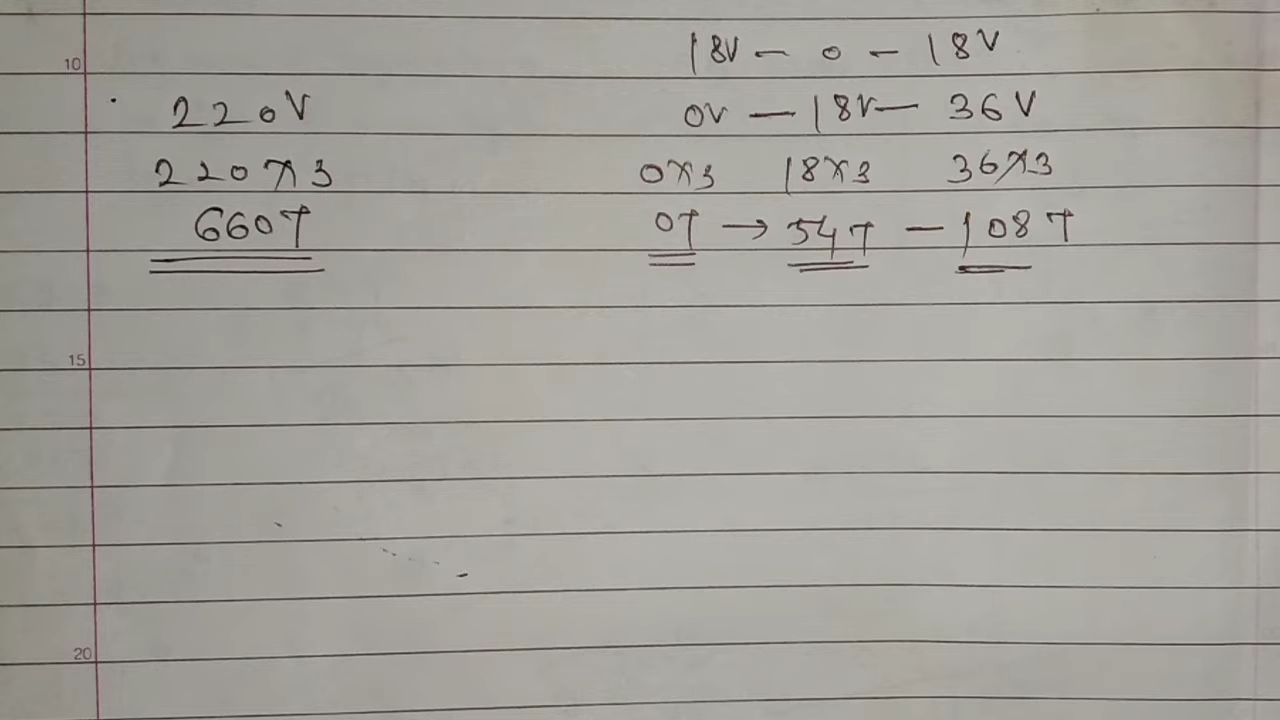 10
18V — 0 — 18V
220V
0V — 18V — 36V
220×3
0×3 18×3 36×3
660T
0T → 54T — 108T
15
20